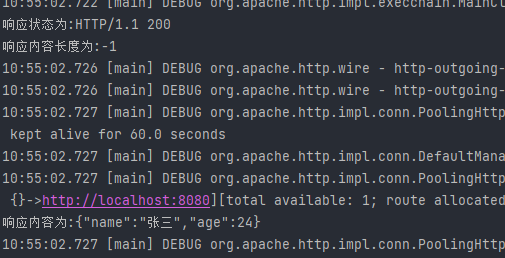 10:55:02.722 [main] DEBUG org.apache.http.impl.execchain.MainCl
响应状态为:HTTP/1.1 200
响应内容长度为:-1
10:55:02.726 [main] DEBUG org.apache.http.wire - http-outgoing-
10:55:02.726 [main] DEBUG org.apache.http.wire - http-outgoing-
10:55:02.727 [main] DEBUG org.apache.http.impl.conn.PoolingHttp
kept alive for 60.0 seconds
10:55:02.727 [main] DEBUG org.apache.http.impl.conn.DefaultMana
10:55:02.727 [main] DEBUG org.apache.http.impl.conn.PoolingHttp
{}->http://localhost:8080][total available: 1; route allocated
响应内容为:{"name":"张三","age":24}
10:55:02.727 [main] DEBUG org.apache.http.impl.conn.PoolingHttp